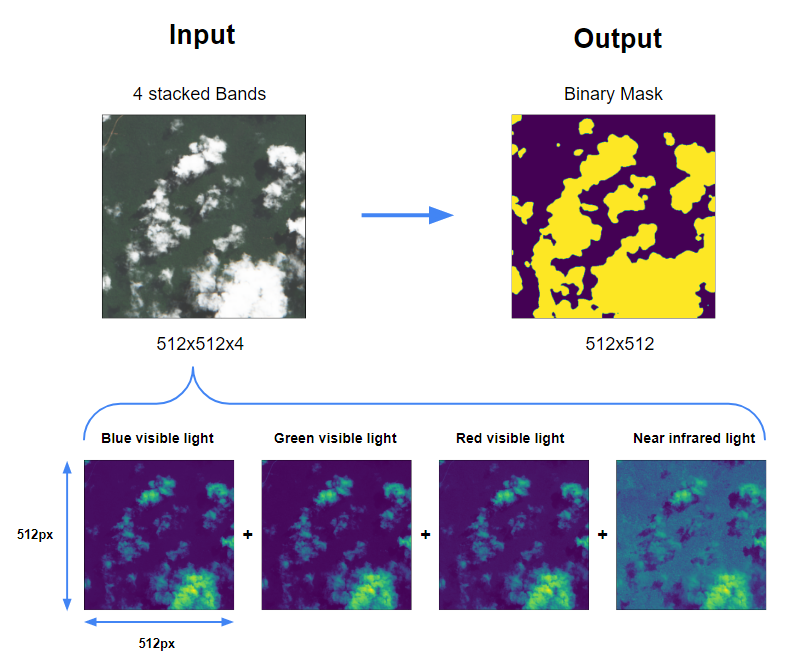 Input
Output
4 stacked Bands
Binary Mask
512x512x4
512x512
Blue visible light
Green visible light
Red visible light
Near infrared light
512px
+
+
+
512px